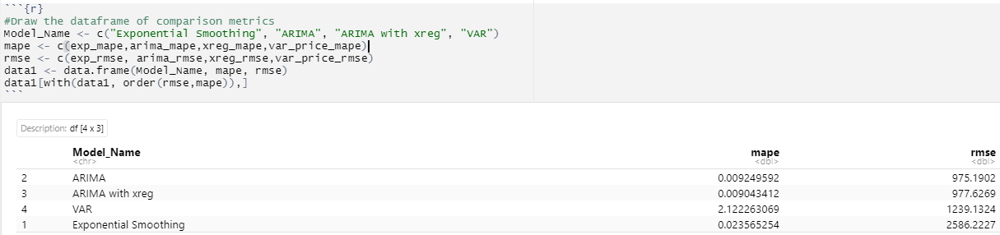 ```{r}
#Draw the dataframe of comparison metrics
Model_Name <- c("Exponential Smoothing", "ARIMA", "ARIMA with xreg", "VAR")
mape <- c(exp_mape,arima_mape,xreg_mape,var_price_mape)
rmse <- c(exp_rmse, arima_rmse,xreg_rmse,var_price_rmse)
data1 <- data.frame(Model_Name, mape, rmse)
data1[with(data1, order(rmse,mape)),]
```
Description: df [4 x 3]
Model_Name mape rmse
<chr> <dbl> <dbl>
2 ARIMA 0.009249592 975.1902
3 ARIMA with xreg 0.009043412 977.6269
4 VAR 2.122263069 1239.1324
1 Exponential Smoothing 0.023565254 2586.2227